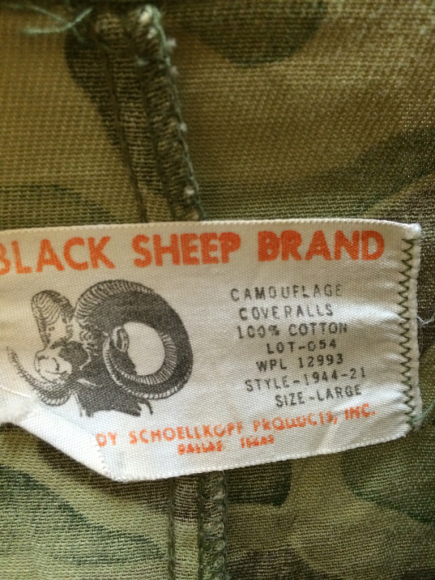 BLACK SHEEP BRAND
CAMOUFLAGE
COVERALLS
100% COTTON
LOT-054
WPL 12993
STYLE-1944-21
SIZE-LARGE
BY SCHOELLKOPF PRODUCTS, INC.
DALLAS, TEXAS